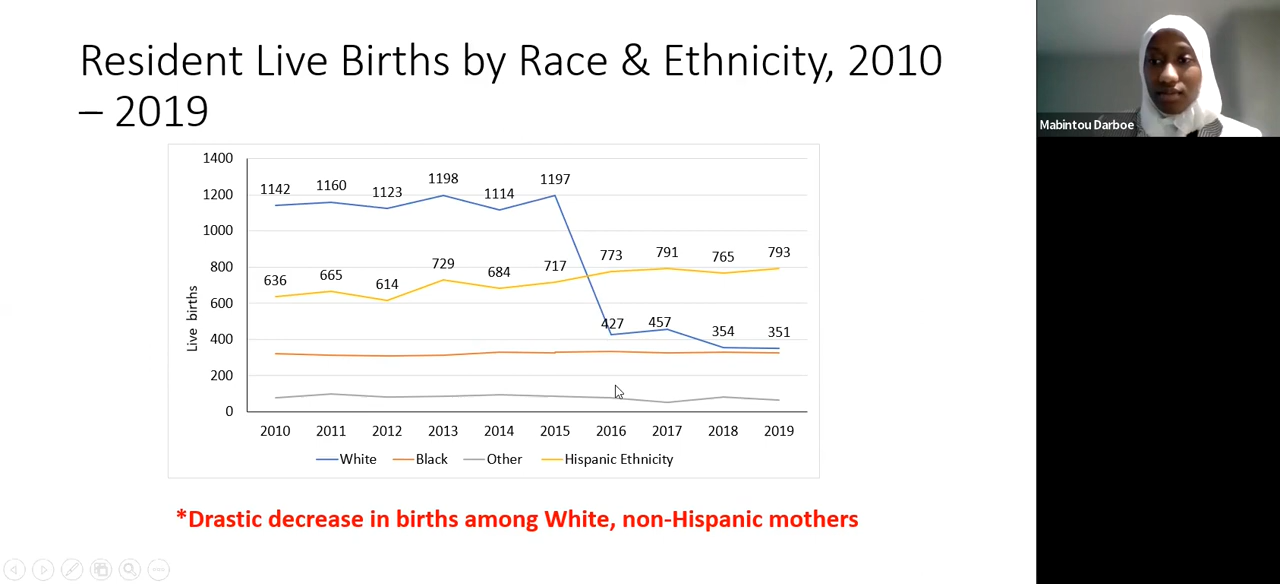 Resident Live Births by Race & Ethnicity, 2010
– 2019
Mabintou Darboe
1400
1200
1000
800
600
400
200
0
Live births
1142 1160 1123 1198 1114 1197
636 665 614 729 684 717 773 791 765 793
427 457 354 351
2010 2011 2012 2013 2014 2015 2016 2017 2018 2019
White Black Other Hispanic Ethnicity
*Drastic decrease in births among White, non-Hispanic mothers